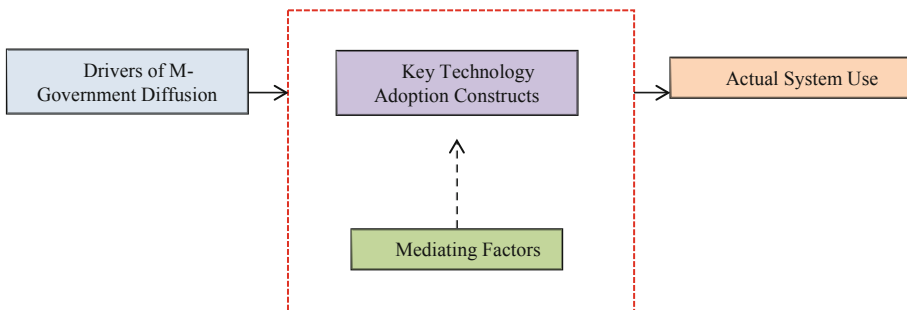 Drivers of M-
Government Diffusion
Key Technology
Adoption Constructs
Actual System Use
Mediating Factors